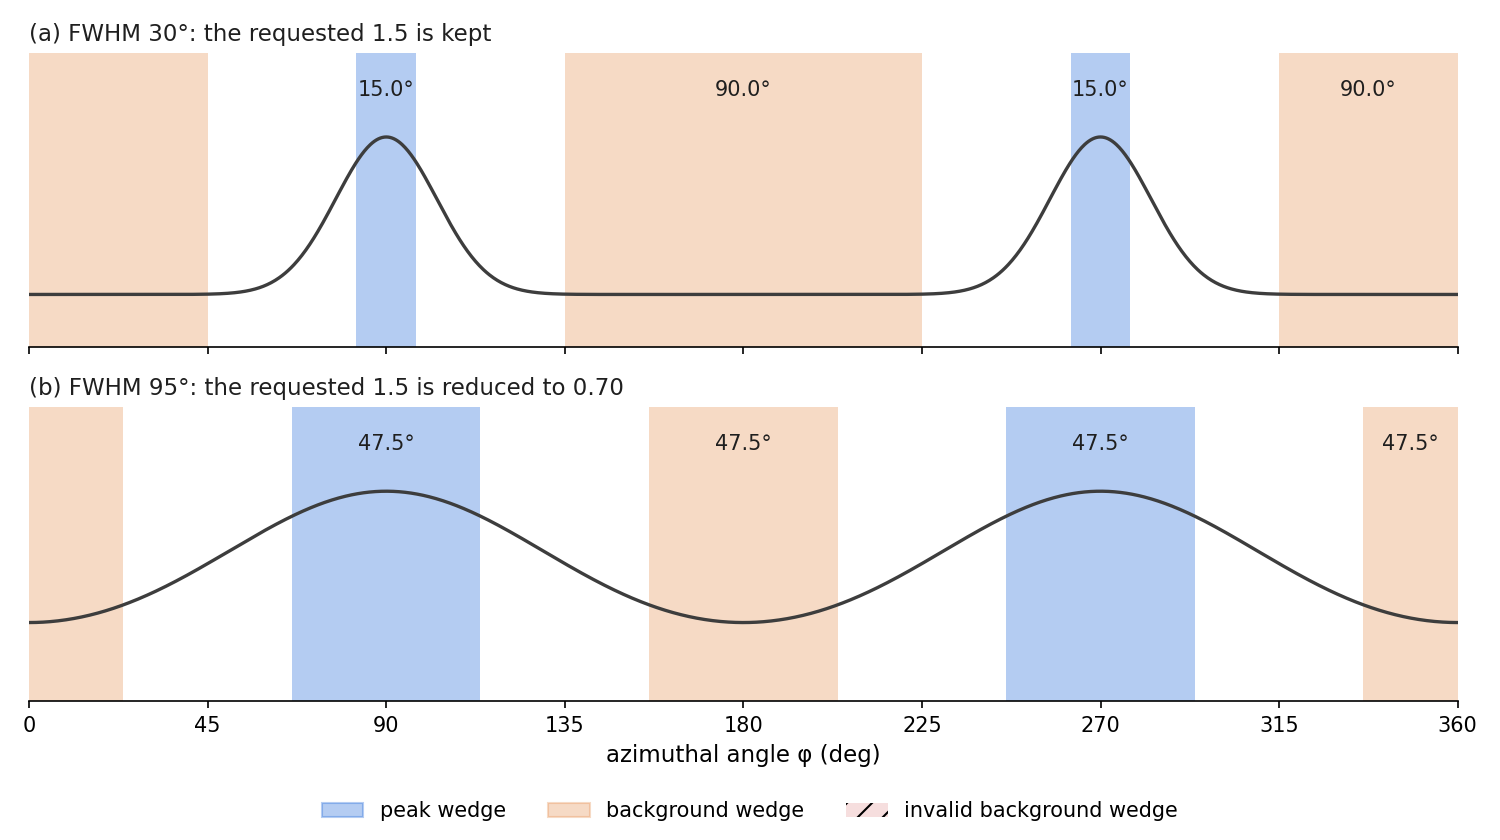 (a) FWHM 30°: the requested 1.5 is kept
15.0°
90.0°
15.0°
90.0°
(b) FWHM 95°: the requested 1.5 is reduced to 0.70
47.5°
47.5°
47.5°
47.5°
0 45 90 135 180 225 270 315 360
azimuthal angle φ (deg)
peak wedge
background wedge
invalid background wedge